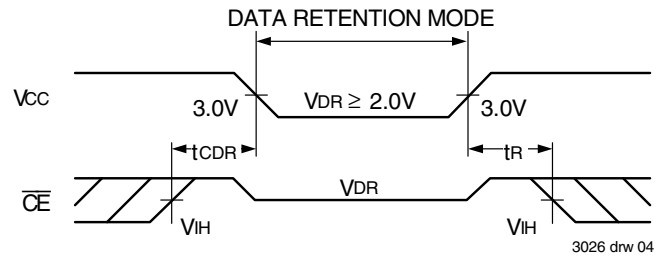 DATA RETENTION MODE
VCC
3.0V
VDR ≥ 2.0V
3.0V
tCDR
tR
CE
VDR
VIH
VIH
3026 drw 04